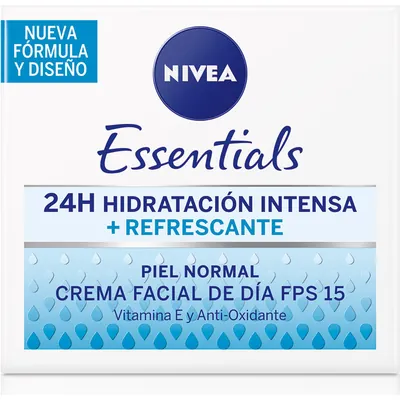 NUEVA
FÓRMULA
Y DISEÑO
NIVEA
Essentials
24H HIDRATACIÓN INTENSA
+ REFRESCANTE
PIEL NORMAL
CREMA FACIAL DE DÍA FPS 15
Vitamina E y Anti-Oxidante